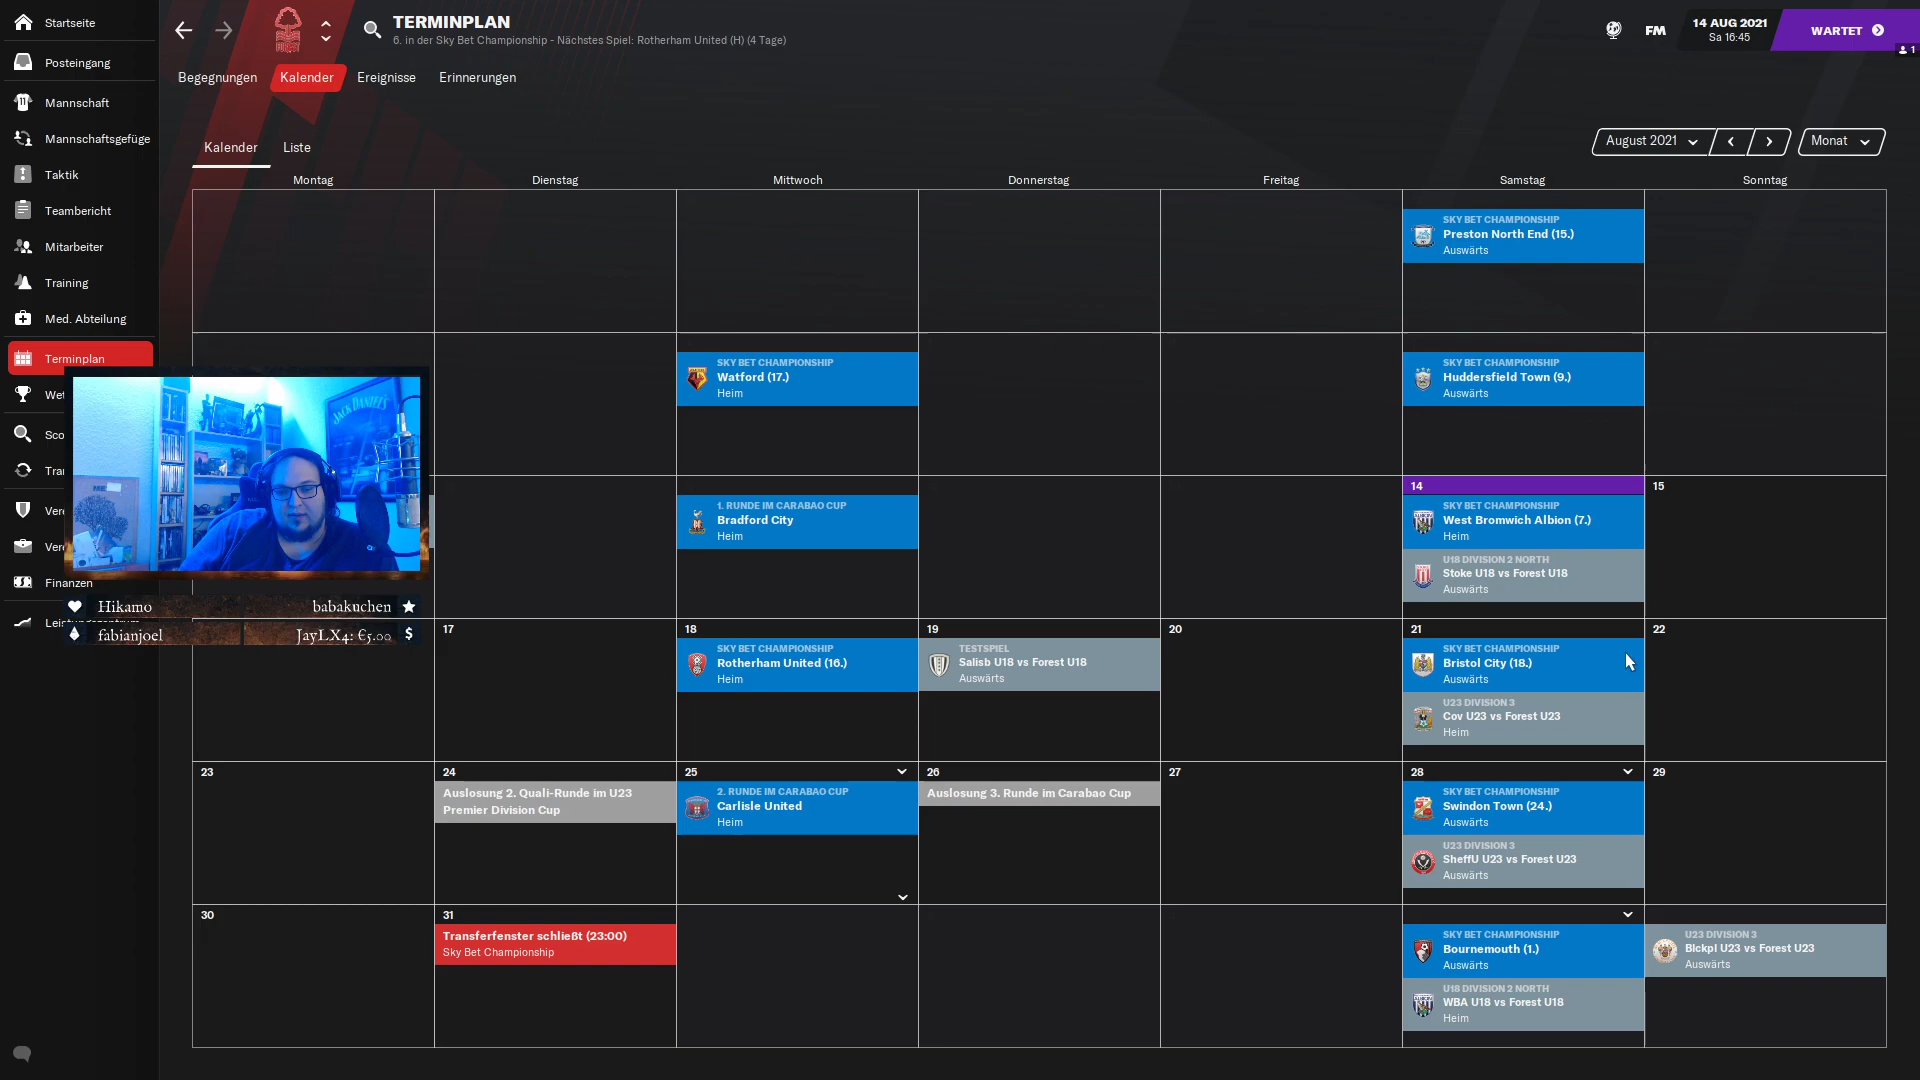 Startseite
Posteingang
Mannschaft
Mannschaftsgefüge
Taktik
Teambericht
Mitarbeiter
Training
Med. Abteilung
Terminplan
Finanzen
TERMINPLAN
6. in der Sky Bet Championship - Nächstes Spiel: Rotherham United (H) (4 Tage)
FM
14 AUG 2021
Sa 16:45
WARTET
1
Begegnungen
Kalender
Ereignisse
Erinnerungen
Kalender
Liste
August 2021
Monat
Montag
Dienstag
Mittwoch
Donnerstag
Freitag
Samstag
Sonntag
SKY BET CHAMPIONSHIP
Preston North End (15.)
Auswärts
SKY BET CHAMPIONSHIP
Watford (17.)
Heim
SKY BET CHAMPIONSHIP
Huddersfield Town (9.)
Auswärts
JACK DANIEL'S
1. RUNDE IM CARABAO CUP
Bradford City
Heim
14
SKY BET CHAMPIONSHIP
West Bromwich Albion (7.)
Heim
U18 DIVISION 2 NORTH
Stoke U18 vs Forest U18
Auswärts
15
Hikamo
babakuchen
fabianjoel
JayLX4: €5.00
17
18
SKY BET CHAMPIONSHIP
Rotherham United (16.)
Heim
19
TESTSPIEL
Salisb U18 vs Forest U18
Auswärts
20
21
SKY BET CHAMPIONSHIP
Bristol City (18.)
Auswärts
U23 DIVISION 3
Cov U23 vs Forest U23
Heim
22
23
24
Auslosung 2. Quali-Runde im U23
Premier Division Cup
25
2. RUNDE IM CARABAO CUP
Carlisle United
Heim
26
Auslosung 3. Runde im Carabao Cup
27
28
SKY BET CHAMPIONSHIP
Swindon Town (24.)
Auswärts
U23 DIVISION 3
SheffU U23 vs Forest U23
Auswärts
29
30
31
Transferfenster schließt (23:00)
Sky Bet Championship
SKY BET CHAMPIONSHIP
Bournemouth (1.)
Auswärts
U18 DIVISION 2 NORTH
WBA U18 vs Forest U18
Heim
U23 DIVISION 3
Blckpl U23 vs Forest U23
Auswärts